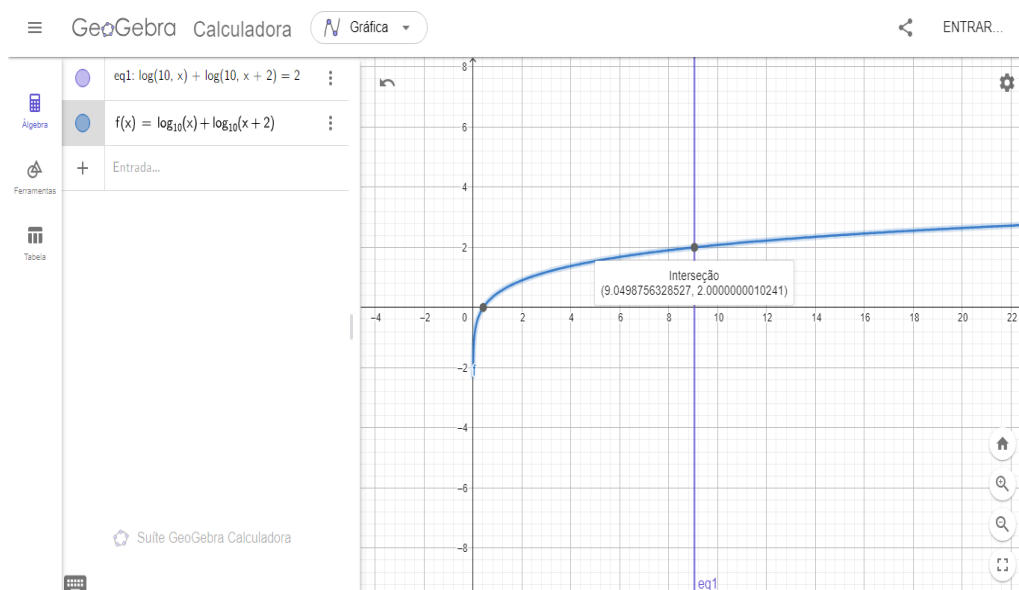 GeoGebra Calculadora Gráfica ENTRAR...
Álgebra
Ferramentas
Tabela
eq1: log(10, x) + log(10, x + 2) = 2
f(x) = log₁₀(x) + log₁₀(x + 2)
Entrada...
Suíte GeoGebra Calculadora
8
6
4
2
−4 −2 0 2 4 6 8 10 12 14 16 18 20 22
−2 f
−4
−6
−8
Interseção
(9.0498756328527, 2.0000000010241)
eq1